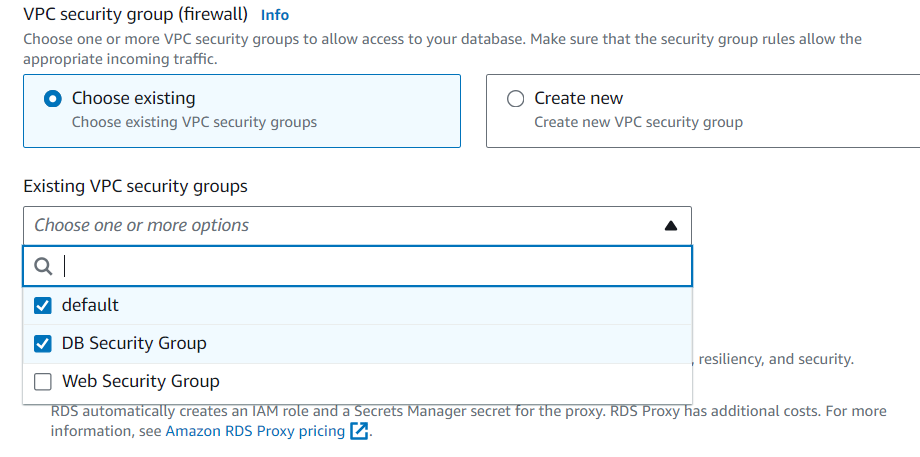 VPC security group (firewall) Info
Choose one or more VPC security groups to allow access to your database. Make sure that the security group rules allow the
appropriate incoming traffic.
Choose existing
Choose existing VPC security groups
Create new
Create new VPC security group
Existing VPC security groups
Choose one or more options
default
DB Security Group
Web Security Group
, resiliency, and security.
RDS automatically creates an IAM role and a Secrets Manager secret for the proxy. RDS Proxy has additional costs. For more
information, see Amazon RDS Proxy pricing.